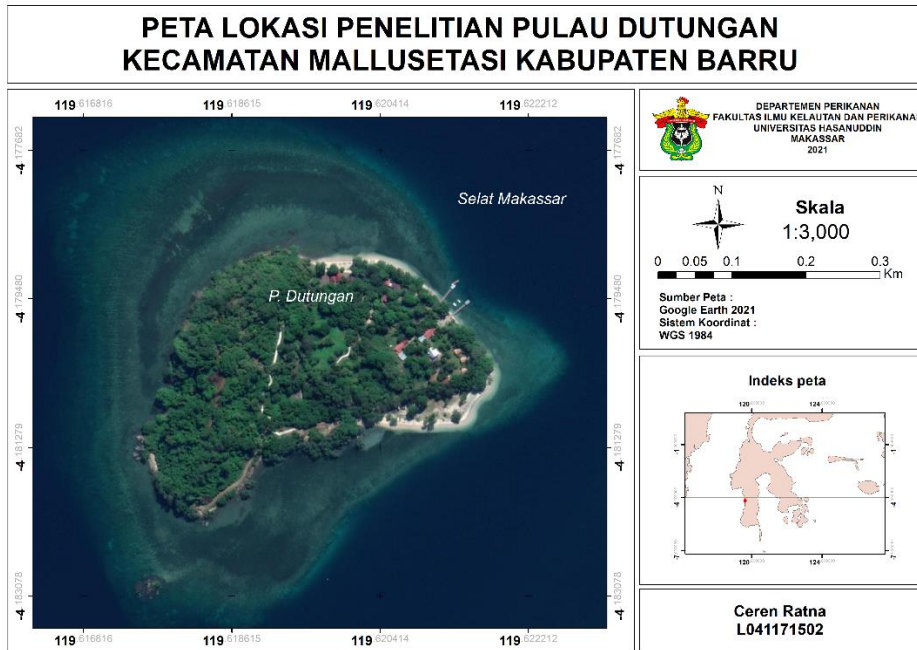 PETA LOKASI PENELITIAN PULAU DUTUNGAN
KECAMATAN MALLUSETASI KABUPATEN BARRU
119.616816 119.618615 119.620414 119.622212
-4.177682
-4.179480
-4.181279
-4.183078
Selat Makassar
P. Dutungan
-4.177682
-4.179480
-4.181279
-4.183078
119.616816 119.618615 119.620414 119.622212
DEPARTEMEN PERIKANAN
FAKULTAS ILMU KELAUTAN DAN PERIKANAN
UNIVERSITAS HASANUDDIN
MAKASSAR
2021
N
Skala
1:3,000
0 0.05 0.1 0.2 0.3
Km
Sumber Peta :
Google Earth 2021
Sistem Koordinat :
WGS 1984
Indeks peta
120 124
-1 -1
-4 -4
-7 -7
120 124
Ceren Ratna
L041171502